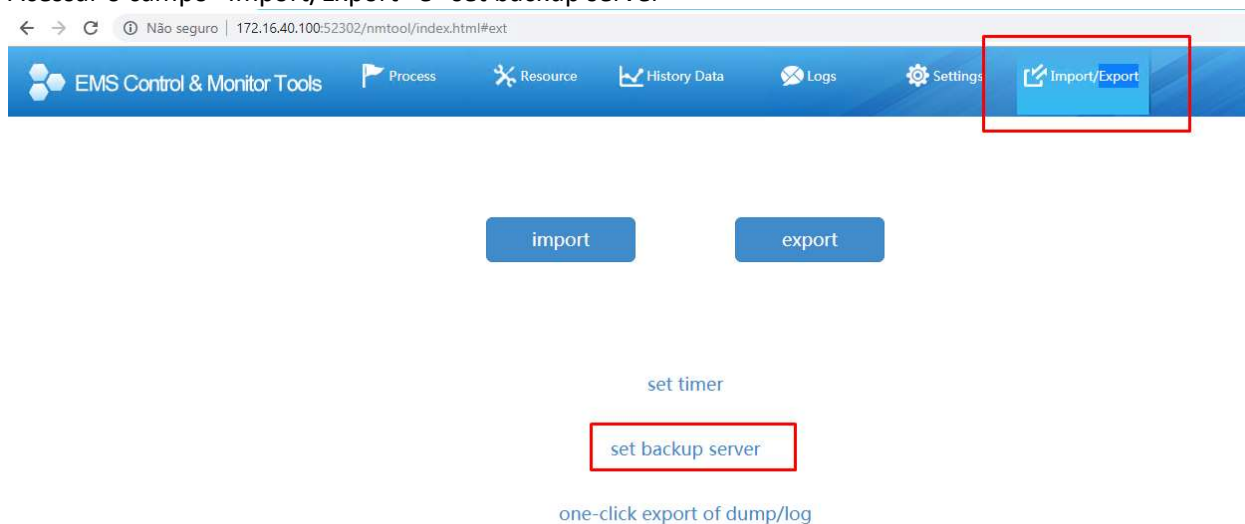 Acessar o campo "Import/Export" e "set backup server"
Não seguro | 172.16.40.100:52302/nmtool/index.html#ext
EMS Control & Monitor Tools Process Resource History Data Logs Settings Import/Export
import export
set timer
set backup server
one-click export of dump/log